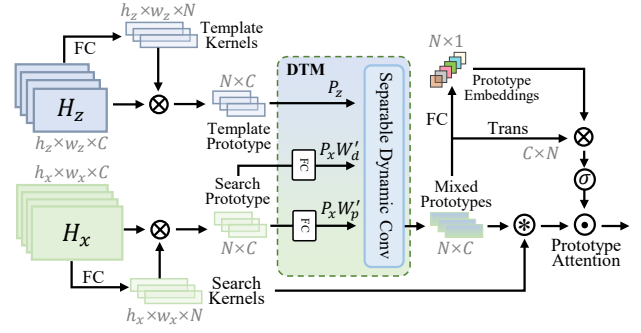 h_z×w_z×N
Template
Kernels
FC
H_z
h_z×w_z×C
N×C
Template
Prototype
DTM
P_z
Separable Dynamic Conv
N×1
Prototype
Embeddings
FC
Trans
C×N
σ
h_x×w_x×C
H_x
FC
h_x×w_x×N
Search
Prototype
N×C
FC
P_xW'_d
FC
P_xW'_p
Search
Kernels
Mixed
Prototypes
N×C
Prototype
Attention